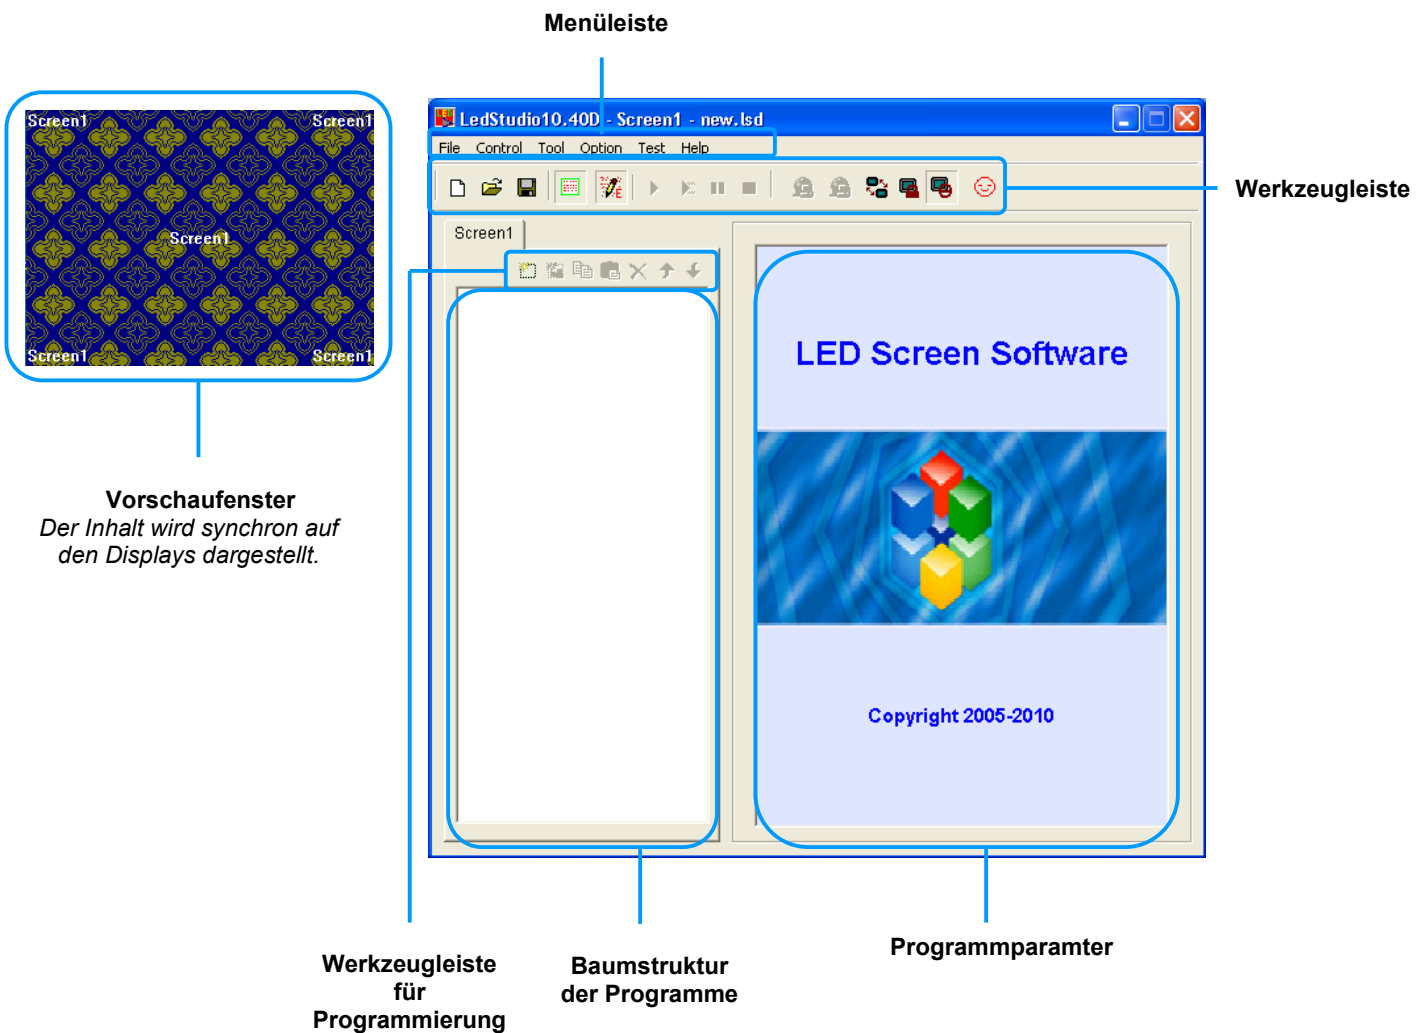 Menüleiste
Screen1 Screen1
Screen1
Screen1 Screen1
LedStudio10.40D - Screen1 - new.lsd
File Control Tool Option Test Help
E
Werkzeugleiste
Screen1
LED Screen Software
Copyright 2005-2010
Vorschaufenster
Der Inhalt wird synchron auf
den Displays dargestellt.
Werkzeugleiste
für
Programmierung
Baumstruktur
der Programme
Programmparamter